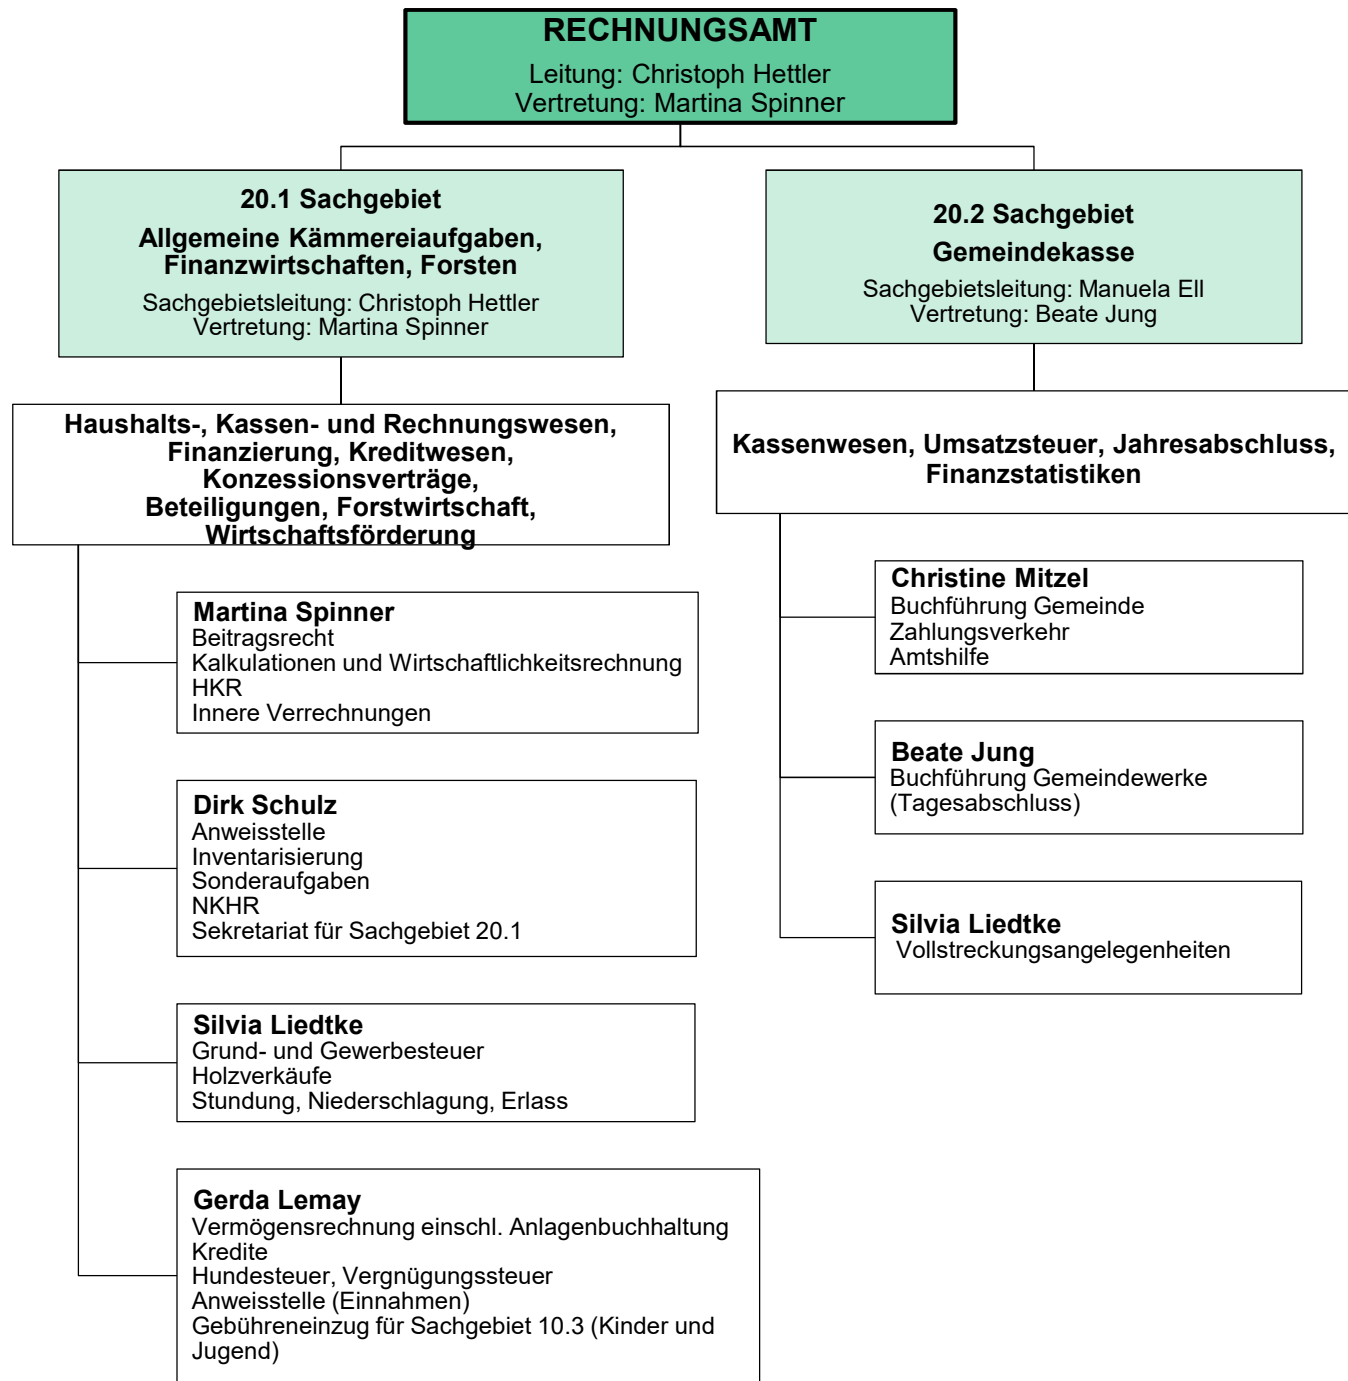 RECHNUNGSAMT
Leitung: Christoph Hettler
Vertretung: Martina Spinner
20.1 Sachgebiet
Allgemeine Kämmereiaufgaben,
Finanzwirtschaften, Forsten
Sachgebietsleitung: Christoph Hettler
Vertretung: Martina Spinner
Haushalts-, Kassen- und Rechnungswesen,
Finanzierung, Kreditwesen,
Konzessionsverträge,
Beteiligungen, Forstwirtschaft,
Wirtschaftsförderung
Martina Spinner
Beitragsrecht
Kalkulationen und Wirtschaftlichkeitsrechnung
HKR
Innere Verrechnungen
Dirk Schulz
Anweisstelle
Inventarisierung
Sonderaufgaben
NKHR
Sekretariat für Sachgebiet 20.1
Silvia Liedtke
Grund- und Gewerbesteuer
Holzverkäufe
Stundung, Niederschlagung, Erlass
Gerda Lemay
Vermögensrechnung einschl. Anlagenbuchhaltung
Kredite
Hundesteuer, Vergnügungssteuer
Anweisstelle (Einnahmen)
Gebühreneinzug für Sachgebiet 10.3 (Kinder und
Jugend)
20.2 Sachgebiet
Gemeindekasse
Sachgebietsleitung: Manuela Ell
Vertretung: Beate Jung
Kassenwesen, Umsatzsteuer, Jahresabschluss,
Finanzstatistiken
Christine Mitzel
Buchführung Gemeinde
Zahlungsverkehr
Amtshilfe
Beate Jung
Buchführung Gemeindewerke
(Tagesabschluss)
Silvia Liedtke
Vollstreckungsangelegenheiten